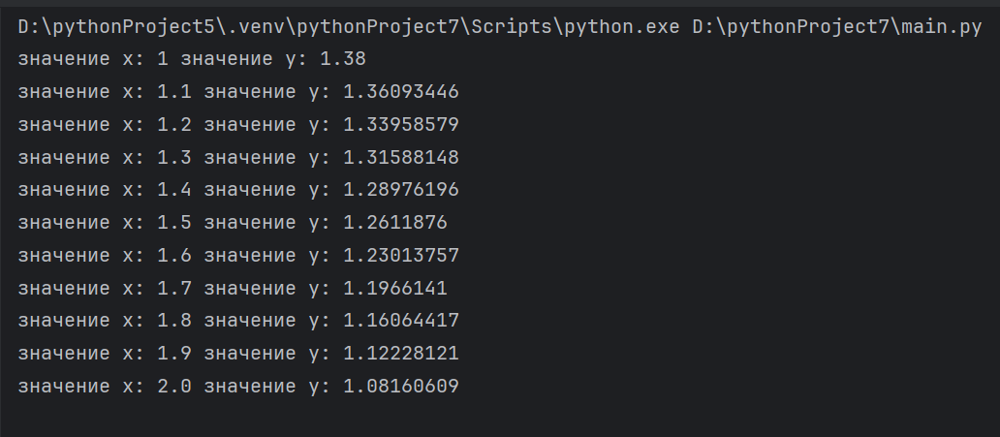 D:\pythonProject5\.venv\pythonProject7\Scripts\python.exe D:\pythonProject7\main.py
значение x: 1 значение y: 1.38
значение x: 1.1 значение y: 1.36093446
значение x: 1.2 значение y: 1.33958579
значение x: 1.3 значение y: 1.31588148
значение x: 1.4 значение y: 1.28976196
значение x: 1.5 значение y: 1.2611876
значение x: 1.6 значение y: 1.23013757
значение x: 1.7 значение y: 1.1966141
значение x: 1.8 значение y: 1.16064417
значение x: 1.9 значение y: 1.12228121
значение x: 2.0 значение y: 1.08160609